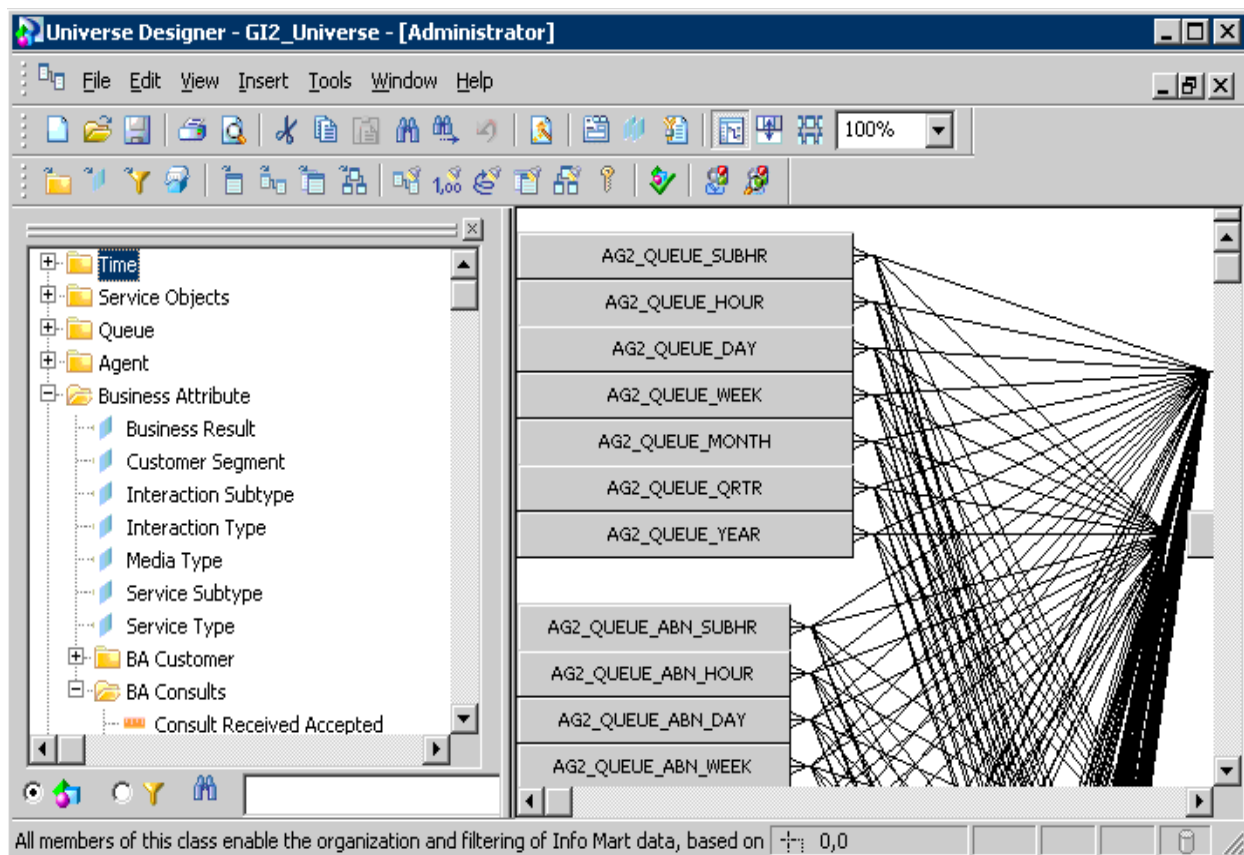 Universe Designer - GI2_Universe - [Administrator]
File Edit View Insert Tools Window Help
100%
1,00
Time
Service Objects
Queue
Agent
Business Attribute
Business Result
Customer Segment
Interaction Subtype
Interaction Type
Media Type
Service Subtype
Service Type
BA Customer
BA Consults
Consult Received Accepted
AG2_QUEUE_SUBHR
AG2_QUEUE_HOUR
AG2_QUEUE_DAY
AG2_QUEUE_WEEK
AG2_QUEUE_MONTH
AG2_QUEUE_QRTR
AG2_QUEUE_YEAR
AG2_QUEUE_ABN_SUBHR
AG2_QUEUE_ABN_HOUR
AG2_QUEUE_ABN_DAY
AG2_QUEUE_ABN_WEEK
All members of this class enable the organization and filtering of Info Mart data, based on
0,0